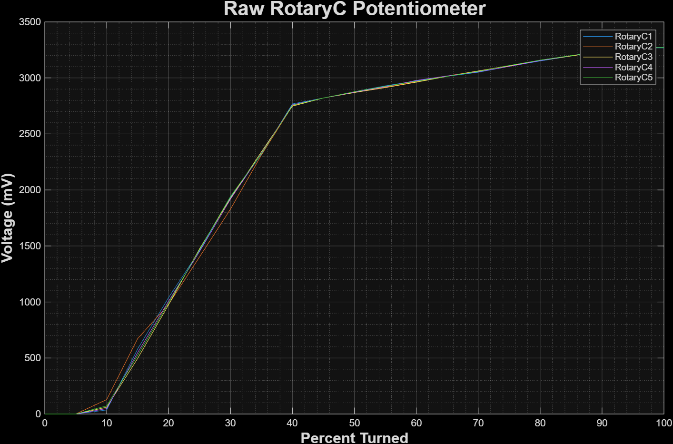 Raw RotaryC Potentiometer
3500
3000
2500
2000
1500
1000
500
0
Voltage (mV)
RotaryC1
RotaryC2
RotaryC3
RotaryC4
RotaryC5
0 10 20 30 40 50 60 70 80 90 100
Percent Turned